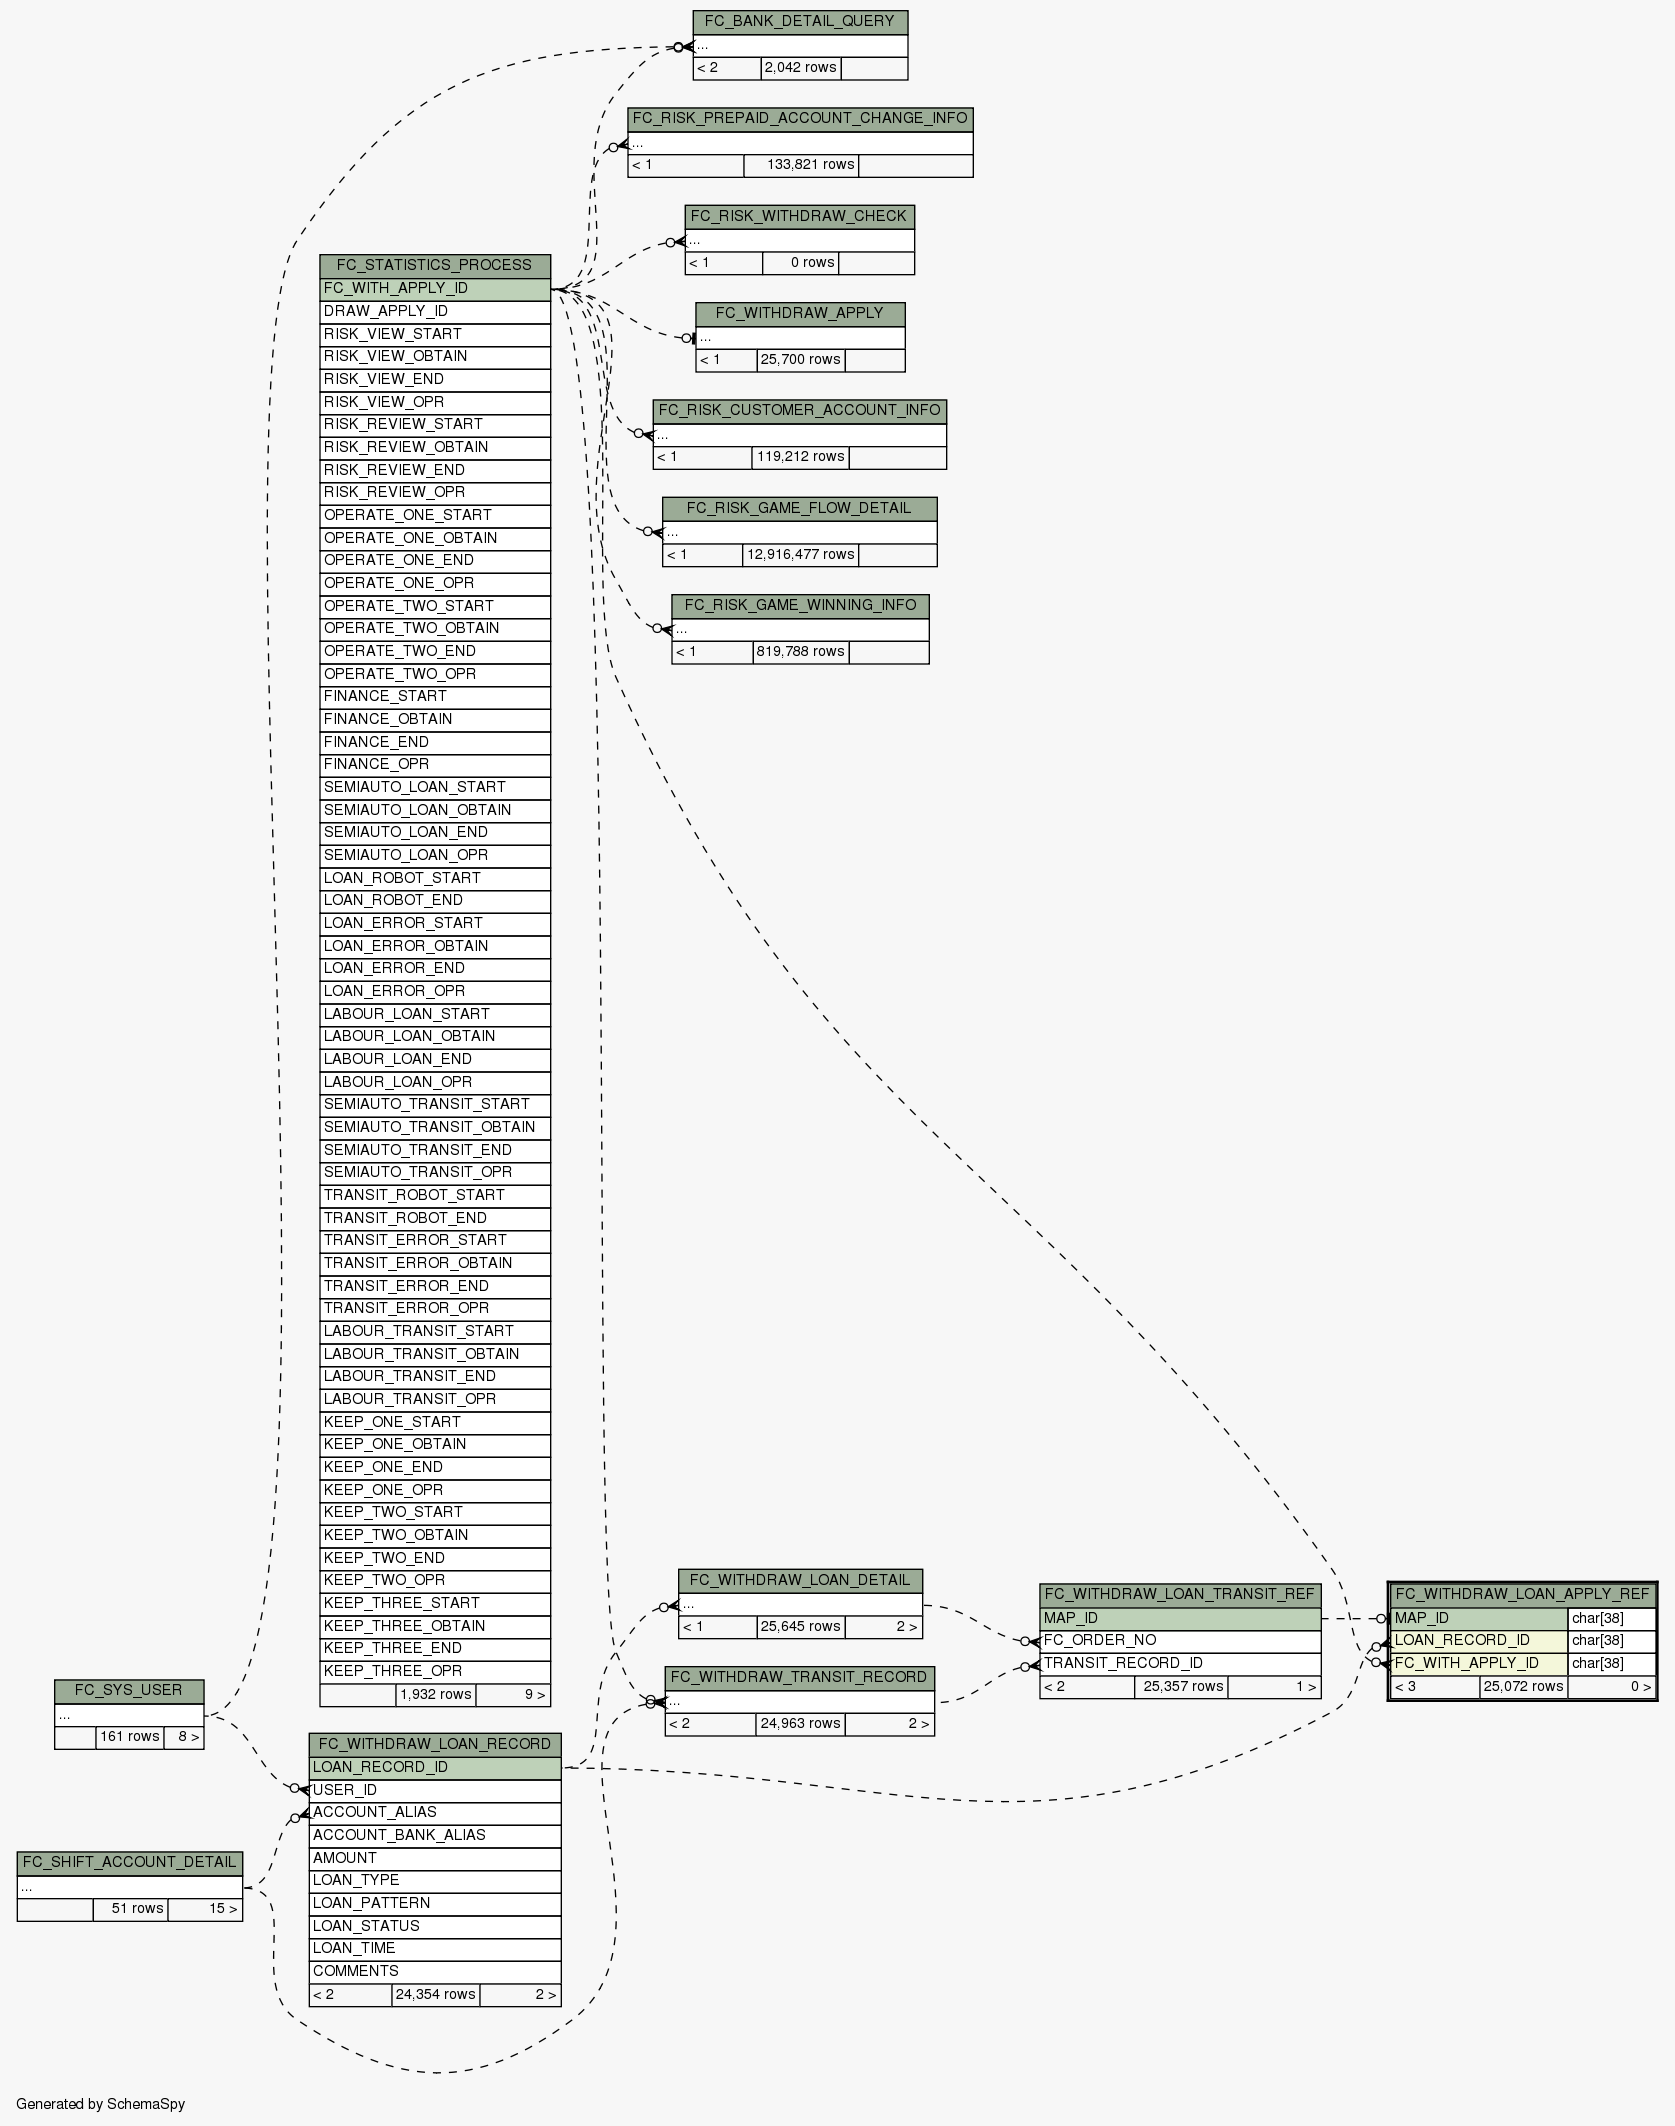 FC_BANK_DETAIL_QUERY
...
< 2 2,042 rows
FC_RISK_PREPAID_ACCOUNT_CHANGE_INFO
...
< 1 133,821 rows
FC_RISK_WITHDRAW_CHECK
...
< 1 0 rows
FC_WITHDRAW_APPLY
...
< 1 25,700 rows
FC_RISK_CUSTOMER_ACCOUNT_INFO
...
< 1 119,212 rows
FC_RISK_GAME_FLOW_DETAIL
...
< 1 12,916,477 rows
FC_RISK_GAME_WINNING_INFO
...
< 1 819,788 rows
FC_STATISTICS_PROCESS
FC_WITH_APPLY_ID
DRAW_APPLY_ID
RISK_VIEW_START
RISK_VIEW_OBTAIN
RISK_VIEW_END
RISK_VIEW_OPR
RISK_REVIEW_START
RISK_REVIEW_OBTAIN
RISK_REVIEW_END
RISK_REVIEW_OPR
OPERATE_ONE_START
OPERATE_ONE_OBTAIN
OPERATE_ONE_END
OPERATE_ONE_OPR
OPERATE_TWO_START
OPERATE_TWO_OBTAIN
OPERATE_TWO_END
OPERATE_TWO_OPR
FINANCE_START
FINANCE_OBTAIN
FINANCE_END
FINANCE_OPR
SEMIAUTO_LOAN_START
SEMIAUTO_LOAN_OBTAIN
SEMIAUTO_LOAN_END
SEMIAUTO_LOAN_OPR
LOAN_ROBOT_START
LOAN_ROBOT_END
LOAN_ERROR_START
LOAN_ERROR_OBTAIN
LOAN_ERROR_END
LOAN_ERROR_OPR
LABOUR_LOAN_START
LABOUR_LOAN_OBTAIN
LABOUR_LOAN_END
LABOUR_LOAN_OPR
SEMIAUTO_TRANSIT_START
SEMIAUTO_TRANSIT_OBTAIN
SEMIAUTO_TRANSIT_END
SEMIAUTO_TRANSIT_OPR
TRANSIT_ROBOT_START
TRANSIT_ROBOT_END
TRANSIT_ERROR_START
TRANSIT_ERROR_OBTAIN
TRANSIT_ERROR_END
TRANSIT_ERROR_OPR
LABOUR_TRANSIT_START
LABOUR_TRANSIT_OBTAIN
LABOUR_TRANSIT_END
LABOUR_TRANSIT_OPR
KEEP_ONE_START
KEEP_ONE_OBTAIN
KEEP_ONE_END
KEEP_ONE_OPR
KEEP_TWO_START
KEEP_TWO_OBTAIN
KEEP_TWO_END
KEEP_TWO_OPR
KEEP_THREE_START
KEEP_THREE_OBTAIN
KEEP_THREE_END
KEEP_THREE_OPR
1,932 rows 9 >
FC_WITHDRAW_LOAN_DETAIL
...
< 1 25,645 rows 2 >
FC_WITHDRAW_TRANSIT_RECORD
...
< 2 24,963 rows 2 >
FC_WITHDRAW_LOAN_TRANSIT_REF
MAP_ID
FC_ORDER_NO
TRANSIT_RECORD_ID
< 2 25,357 rows 1 >
FC_WITHDRAW_LOAN_APPLY_REF
MAP_ID char[38]
LOAN_RECORD_ID char[38]
FC_WITH_APPLY_ID char[38]
< 3 25,072 rows 0 >
FC_SYS_USER
...
161 rows 8 >
FC_WITHDRAW_LOAN_RECORD
LOAN_RECORD_ID
USER_ID
ACCOUNT_ALIAS
ACCOUNT_BANK_ALIAS
AMOUNT
LOAN_TYPE
LOAN_PATTERN
LOAN_STATUS
LOAN_TIME
COMMENTS
< 2 24,354 rows 2 >
FC_SHIFT_ACCOUNT_DETAIL
...
51 rows 15 >
Generated by SchemaSpy